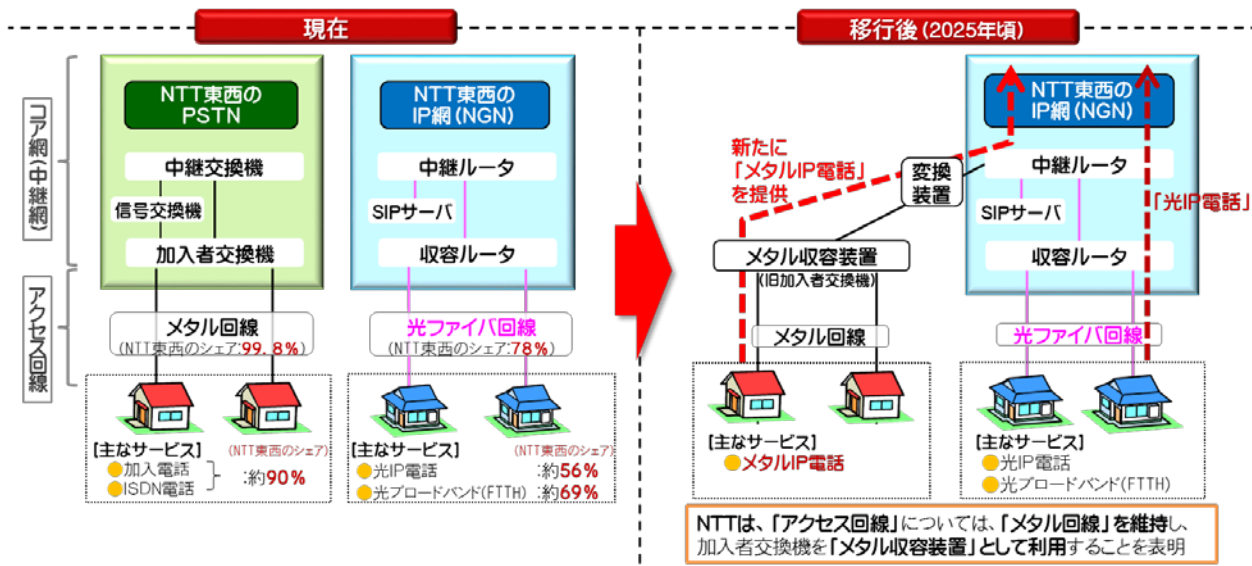 現在
コア網(中継網)
アクセス回線
NTT東西の
PSTN
中継交換機
信号交換機
加入者交換機
メタル回線
(NTT東西のシェア:99.8%)
[主なサービス]
(NTT東西のシェア)
加入電話
ISDN電話
:約90%
NTT東西の
IP網(NGN)
中継ルータ
SIPサーバ
収容ルータ
光ファイバ回線
(NTT東西のシェア:78%)
[主なサービス]
(NTT東西のシェア)
光IP電話 :約56%
光ブロードバンド(FTTH) :約69%
移行後(2025年頃)
新たに
「メタルIP電話」
を提供
変換
装置
メタル収容装置
(旧加入者交換機)
メタル回線
[主なサービス]
メタルIP電話
NTT東西の
IP網(NGN)
中継ルータ
SIPサーバ
収容ルータ
「光IP電話」
光ファイバ回線
[主なサービス]
光IP電話
光ブロードバンド(FTTH)
NTTは、「アクセス回線」については、「メタル回線」を維持し、
加入者交換機を「メタル収容装置」として利用することを表明